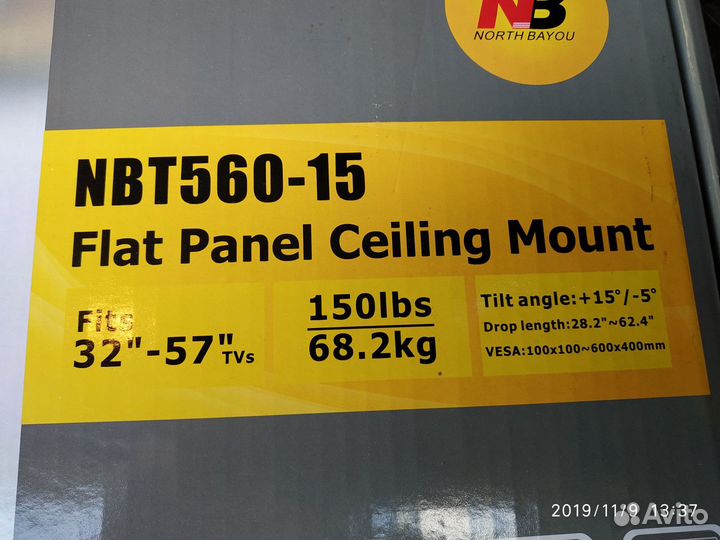 NB
NORTH BAYOU
NBT560-15
Flat Panel Ceiling Mount
Fits
32"-57" TVs
150lbs
68.2kg
Tilt angle:+15°/-5°
Drop length:28.2"~62.4"
VESA:100x100~600x400mm
2019/11/9 13:37
Avito